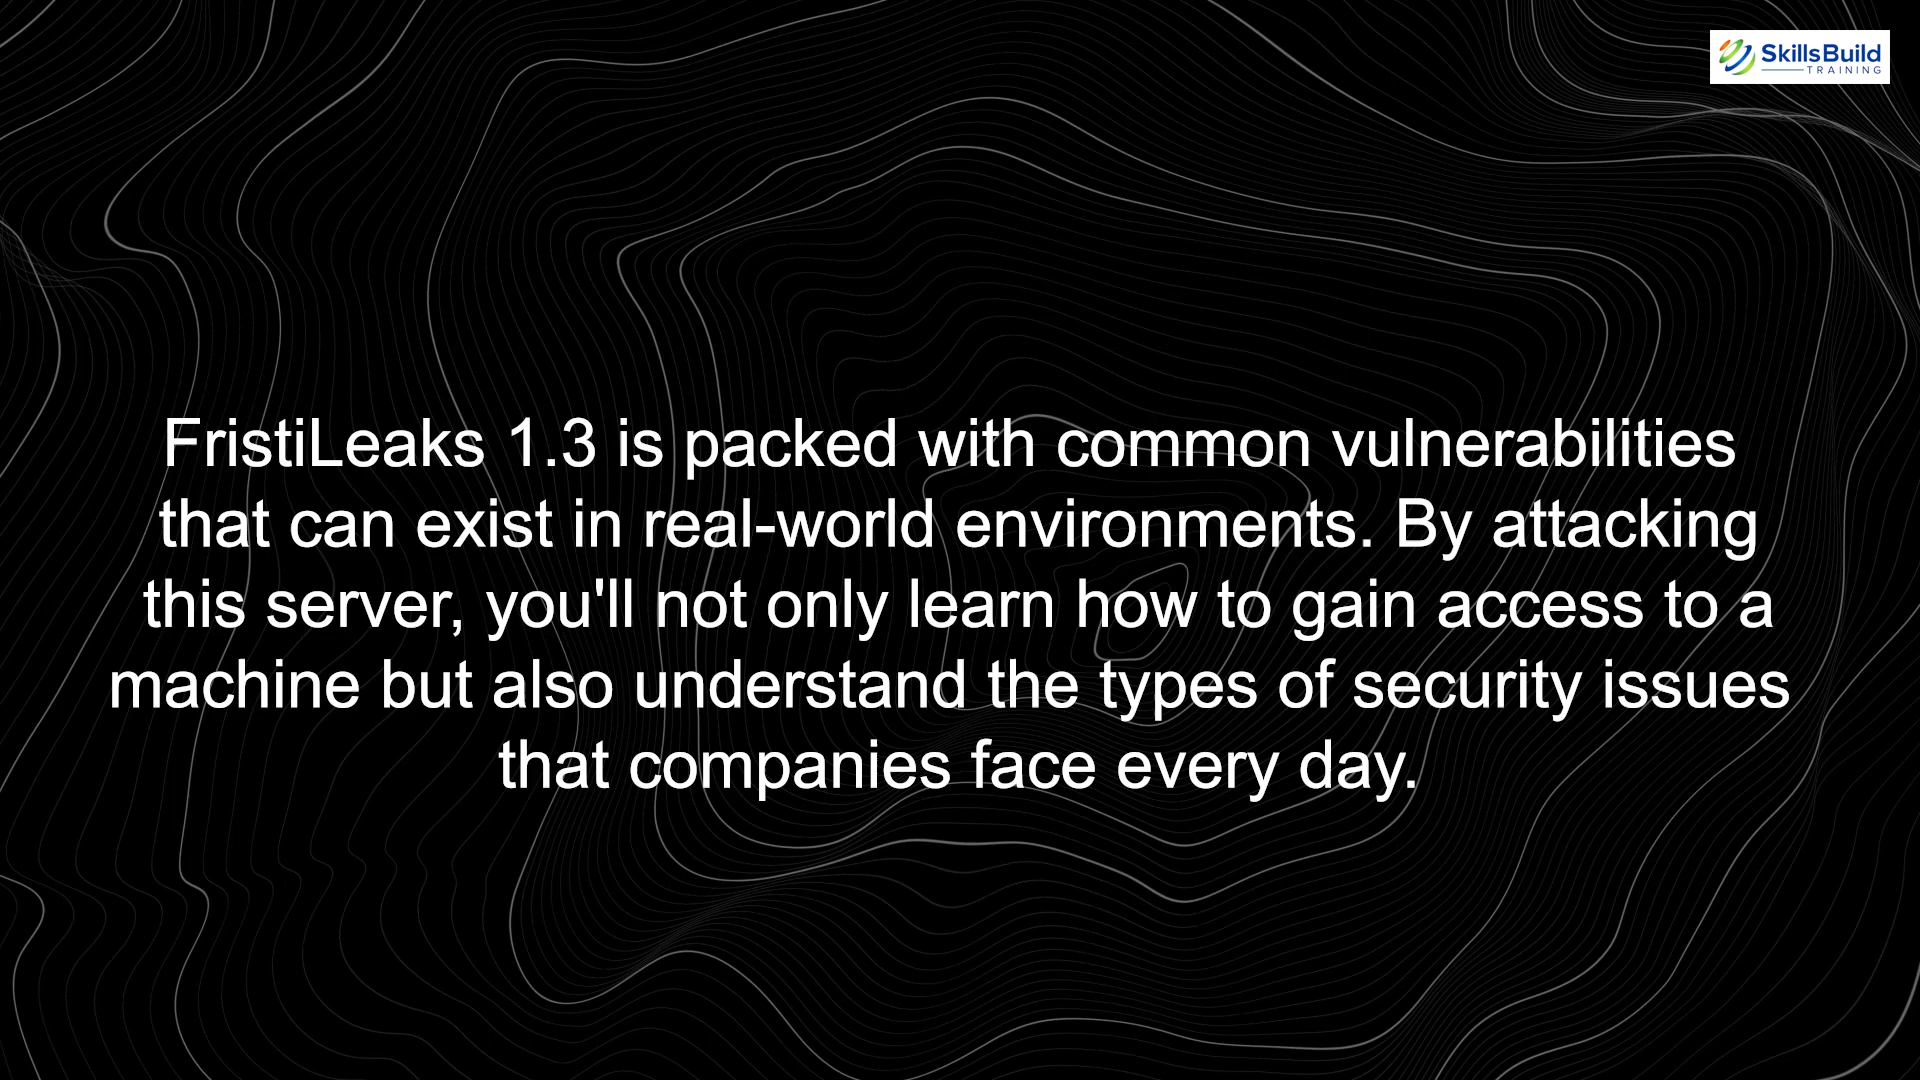 SkillsBuild
TRAINING
FristiLeaks 1.3 is packed with common vulnerabilities
that can exist in real-world environments. By attacking
this server, you'll not only learn how to gain access to a
machine but also understand the types of security issues
that companies face every day.